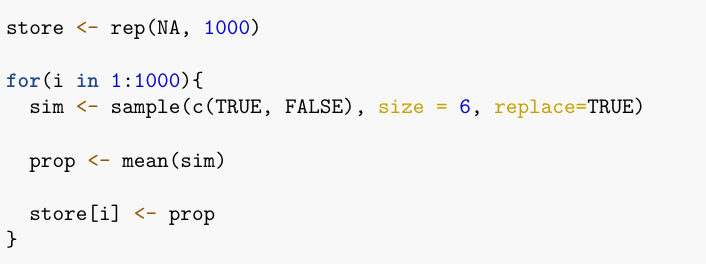 store <- rep(NA, 1000)
for(i in 1:1000){
  sim <- sample(c(TRUE, FALSE), size = 6, replace=TRUE)
  prop <- mean(sim)
  store[i] <- prop
}